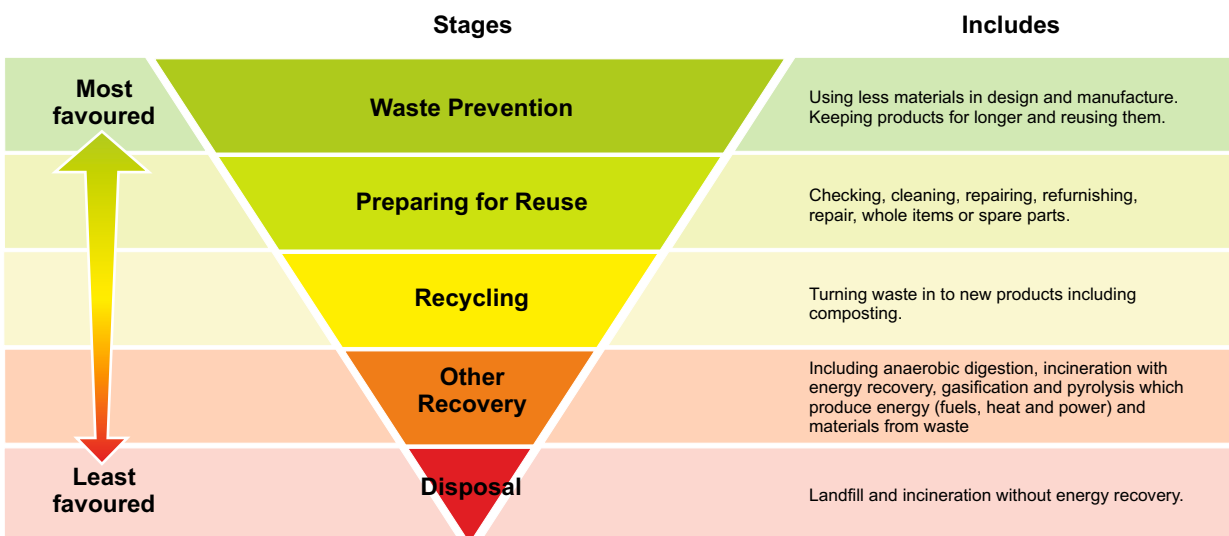 Stages
Includes
Most
favoured
Waste Prevention
Using less materials in design and manufacture.
Keeping products for longer and reusing them.
Preparing for Reuse
Checking, cleaning, repairing, refurnishing,
repair, whole items or spare parts.
Recycling
Turning waste in to new products including
composting.
Other
Recovery
Including anaerobic digestion, incineration with
energy recovery, gasification and pyrolysis which
produce energy (fuels, heat and power) and
materials from waste
Least
favoured
Disposal
Landfill and incineration without energy recovery.